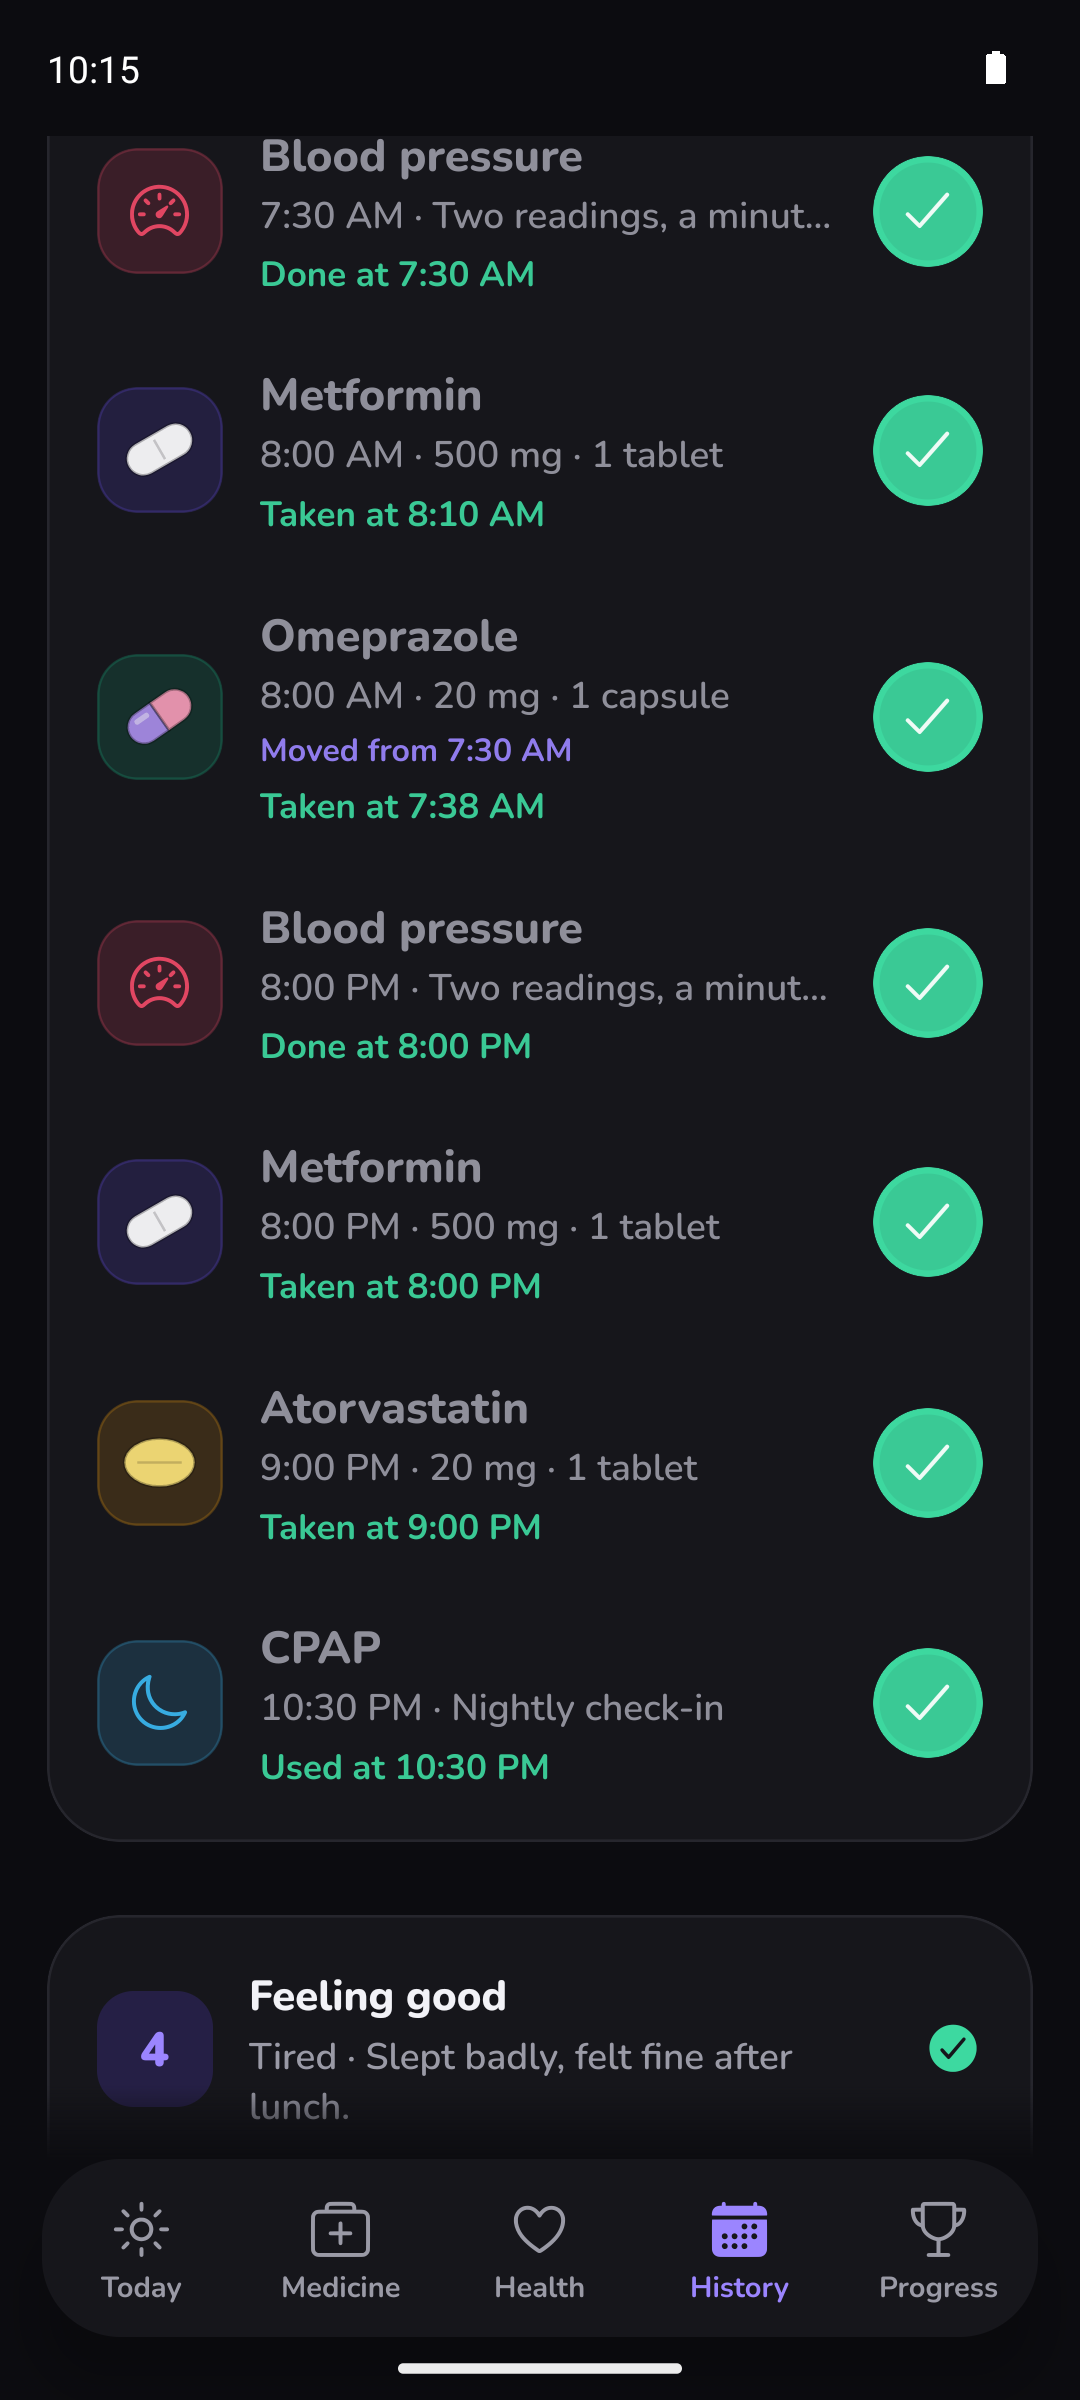 10:15
Blood pressure
7:30 AM · Two readings, a minut...
Done at 7:30 AM
Metformin
8:00 AM · 500 mg · 1 tablet
Taken at 8:10 AM
Omeprazole
8:00 AM · 20 mg · 1 capsule
Moved from 7:30 AM
Taken at 7:38 AM
Blood pressure
8:00 PM · Two readings, a minut...
Done at 8:00 PM
Metformin
8:00 PM · 500 mg · 1 tablet
Taken at 8:00 PM
Atorvastatin
9:00 PM · 20 mg · 1 tablet
Taken at 9:00 PM
CPAP
10:30 PM · Nightly check-in
Used at 10:30 PM
4
Feeling good
Tired · Slept badly, felt fine after
lunch.
Today
Medicine
Health
History
Progress